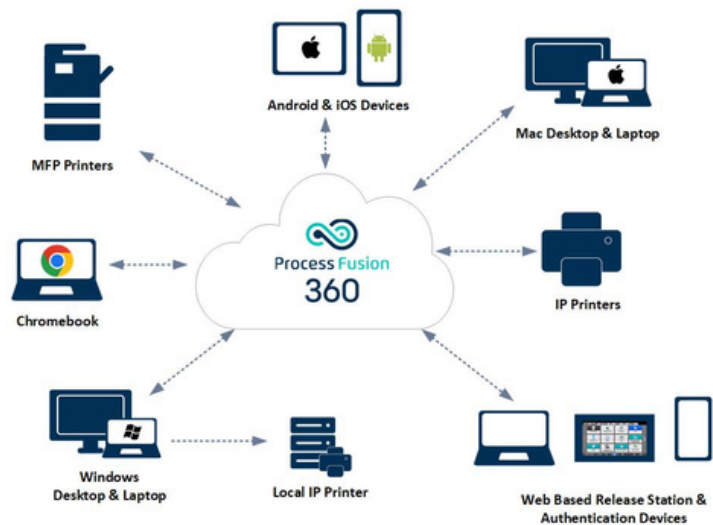 Android & iOS Devices
MFP Printers
Mac Desktop & Laptop
Process Fusion
360
Chromebook
IP Printers
Windows
Desktop & Laptop
Local IP Printer
Web Based Release Station &
Authentication Devices